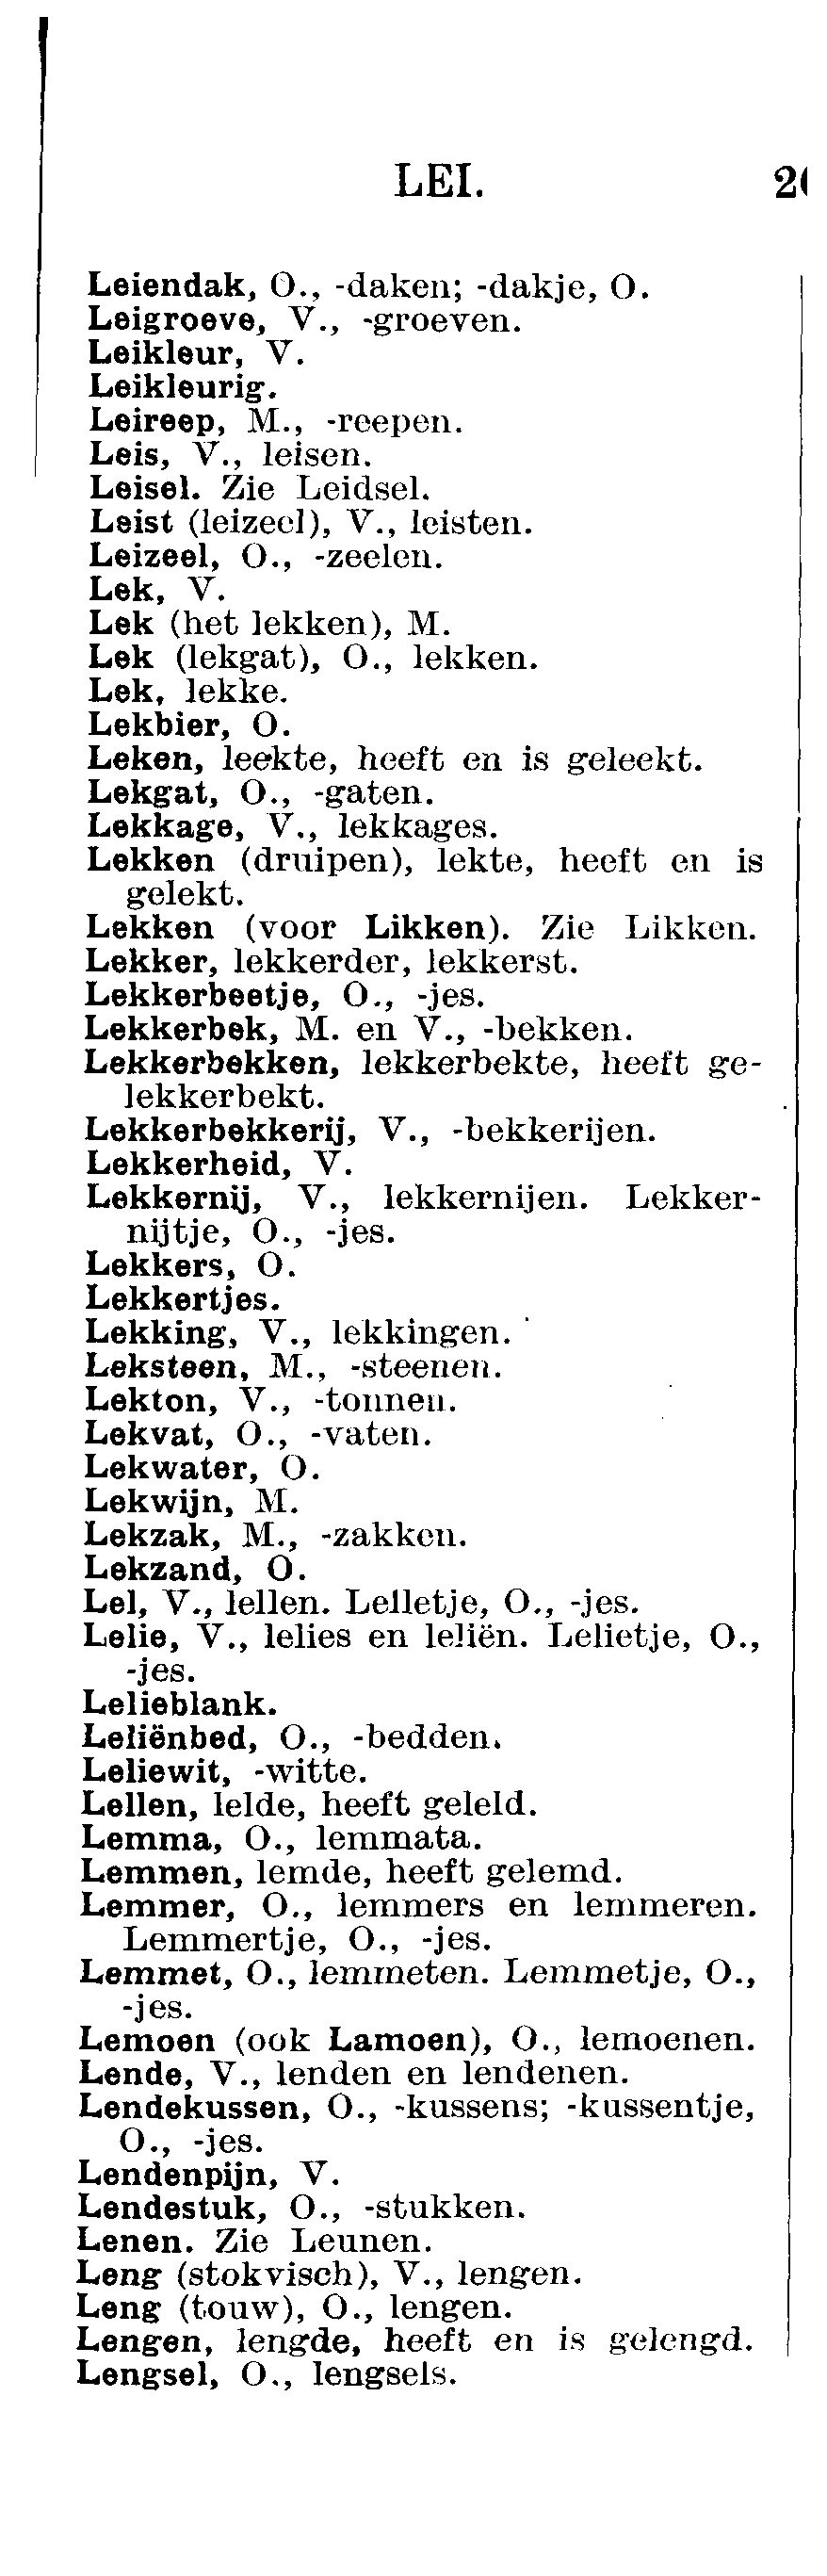 LEI.
Leiendak, O., -daken; -dakje, O.
Leigroeve, V., -groeven.
Leikleur, V.
Leikleurig.
Leireep, M., -reepen.
Leis, V., leisen.
Leisel. Zie Leidsel.
Leist (leizeel), V., leisten.
Leizeel, O., -zeelen.
Lek, V.
Lek (het lekken), M.
Lek (lekgat), O., lekken.
Lek, lekke.
Lekbier, O.
Leken, leekte, heeft en is geleekt.
Lekgat, O., -gaten.
Lekkage, V., lekkages.
Lekken (druipen), lekte, heeft en is
gelekt.
Lekken (voor Likken). Zie Likken.
Lekker, lekkerder, lekkerst.
Lekkerbeetje, O., -jes.
Lekkerbek, M. en V., -bekken.
Lekkerbekken, lekkerbekte, heeft ge-
lekkerbekt.
Lekkerbekkerij, V., -bekkerijen.
Lekkerheid, V.
Lekkernij, V., lekkernijen. Lekker-
nijtje, O., -jes.
Lekkers, O.
Lekkertjes.
Lekking, V., lekkingen.
Leksteen, M., -steenen.
Lekton, V., -tonnen.
Lekvat, O., -vaten.
Lekwater, O.
Lekwijn, M.
Lekzak, M., -zakken.
Lekzand, O.
Lel, V., lellen. Lelletje, O., -jes.
Lelie, V., lelies en leliën. Lelietje, O.,
-jes.
Lelieblank.
Leliënbed, O., -bedden.
Leliewit, -witte.
Lellen, lelde, heeft geleld.
Lemma, O., lemmata.
Lemmen, lemde, heeft gelemd.
Lemmer, O., lemmers en lemmeren.
Lemmertje, O., -jes.
Lemmet, O., lemmeten. Lemmetje, O.,
-jes.
Lemoen (ook Lamoen), O., lemoenen.
Lende, V., lenden en lendenen.
Lendekussen, O., -kussens; -kussentje,
O., -jes.
Lendenpijn, V.
Lendestuk, O., -stukken.
Lenen. Zie Leunen.
Leng (stokvisch), V., lengen.
Leng (touw), O., lengen.
Lengen, lengde, heeft en is gelengd.
Lengsel, O., lengsels.